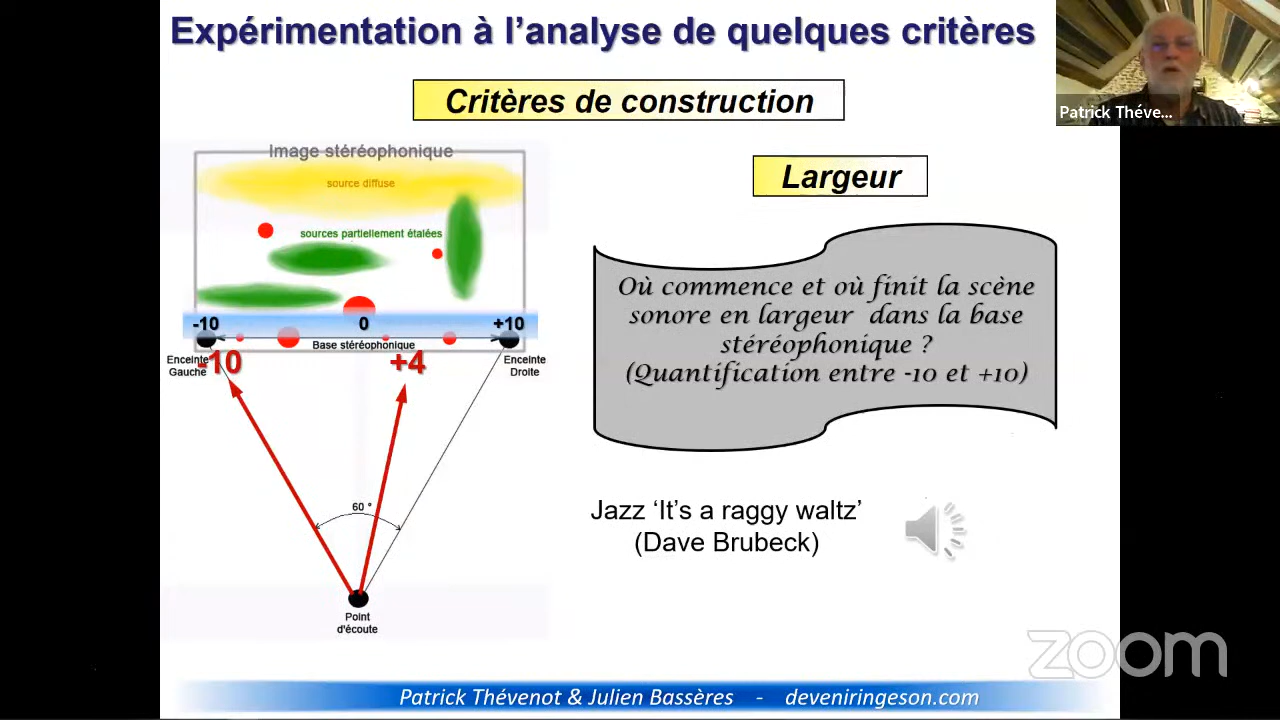 Expérimentation à l’analyse de quelques critères
Critères de construction
Patrick Théve...
Image stéréophonique
source diffuse
sources partiellement étalées
-10
0
+10
Base stéréophonique
Enceinte
Gauche
-10
+4
Enceinte
Droite
60 °
Point
d'écoute
Largeur
Où commence et où finit la scène
sonore en largeur dans la base
stéréophonique ?
(Quantification entre -10 et +10)
Jazz ‘It’s a raggy waltz’
(Dave Brubeck)
zoom
Patrick Thévenot & Julien Bassères - deveniringeson.com